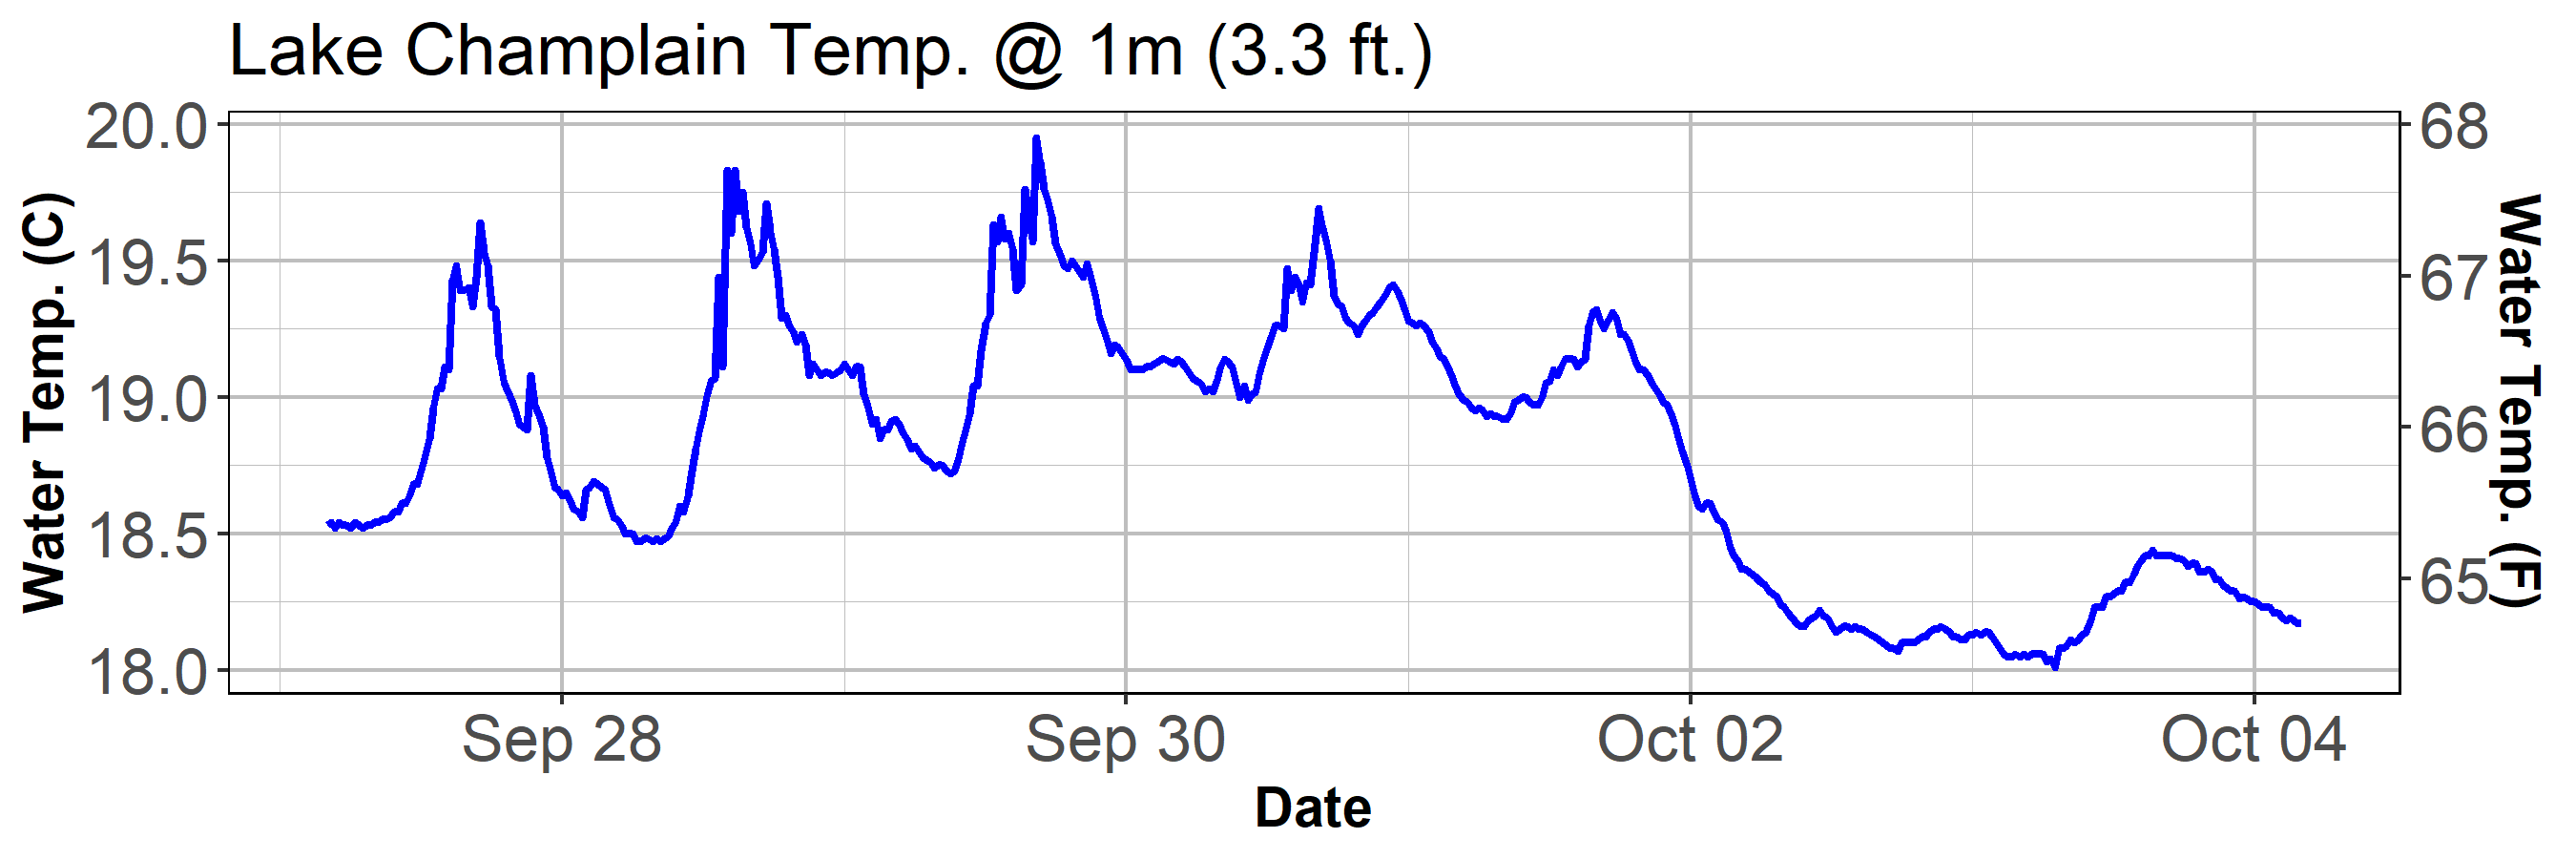 Lake Champlain Temp. @ 1m (3.3 ft.)
Water Temp. (C)
20.0
19.5
19.0
18.5
18.0
68
67
66
65
Water Temp. (F)
Sep 28
Sep 30
Oct 02
Oct 04
Date